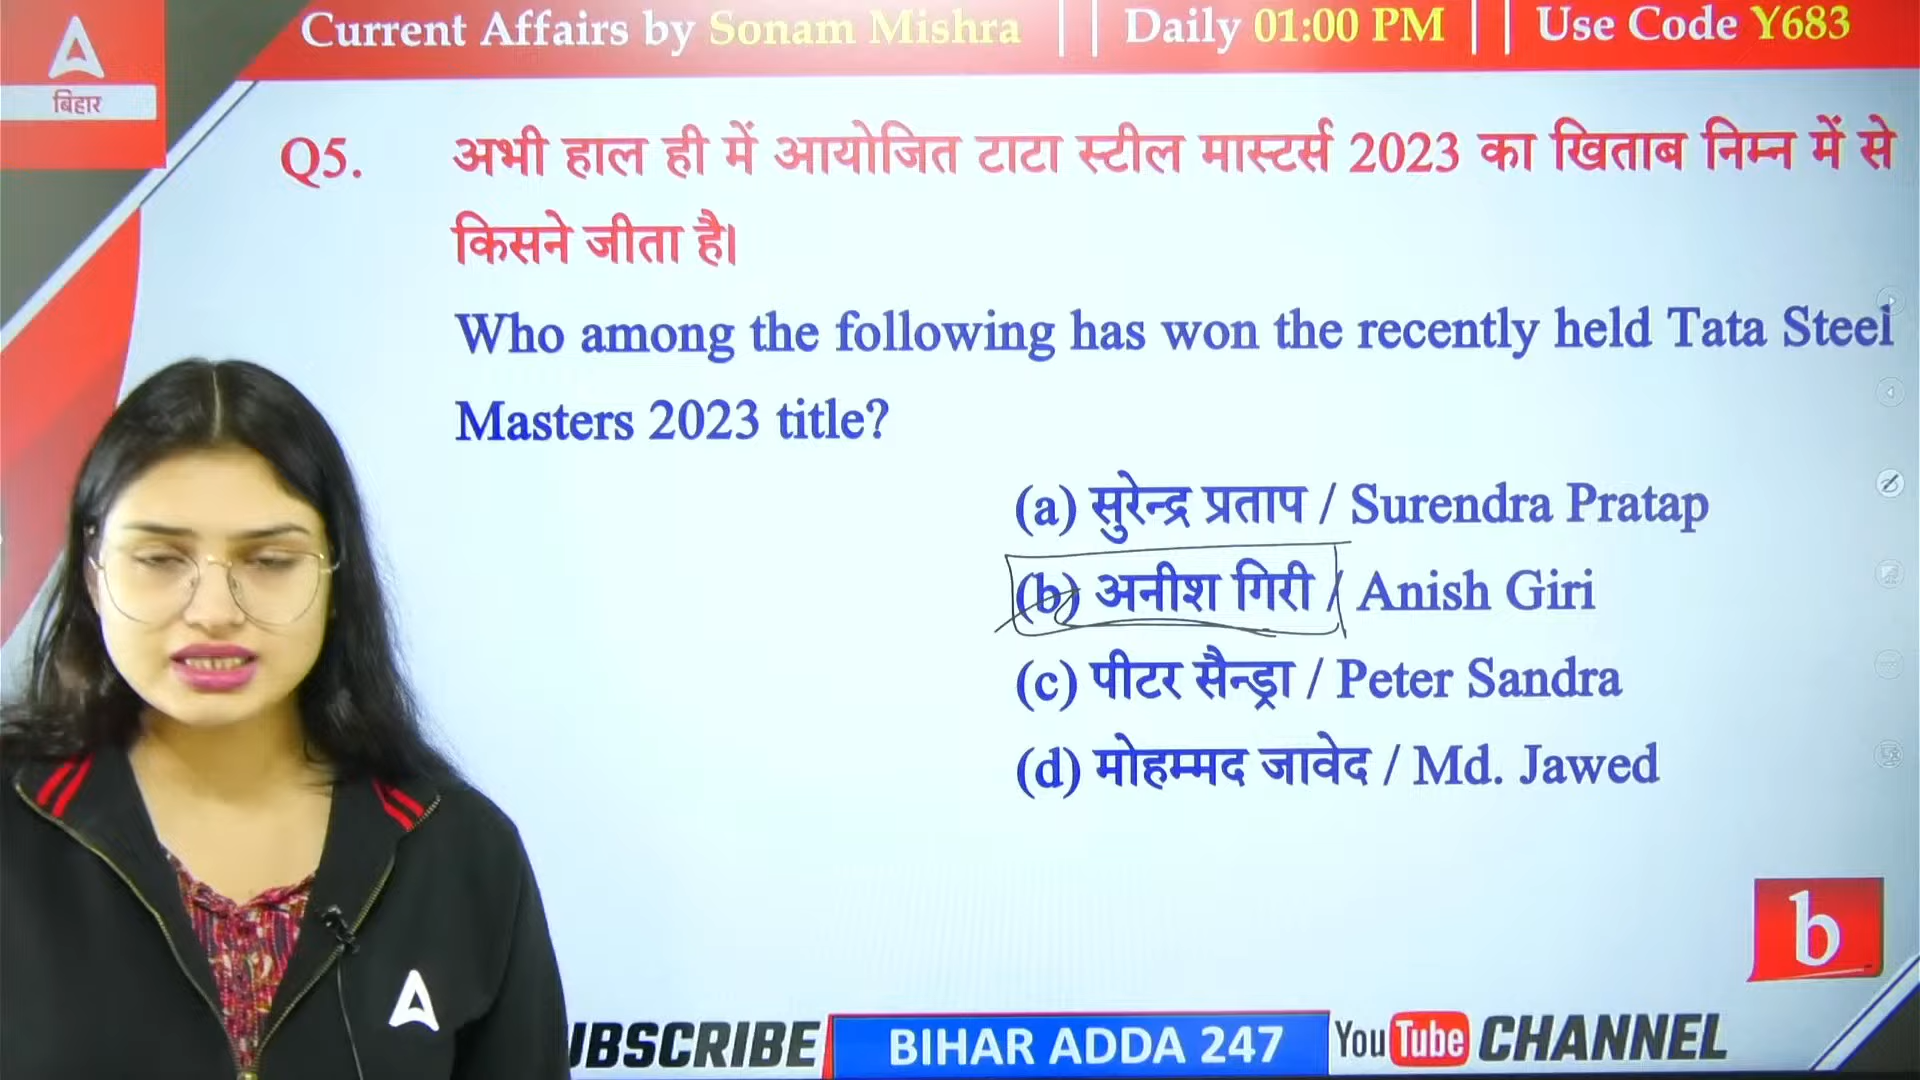 Current Affairs by Sonam Mishra || Daily 01:00 PM || Use Code Y683
बिहार
Q5. अभी हाल ही में आयोजित टाटा स्टील मास्टर्स 2023 का खिताब निम्न में से
किसने जीता है।
Who among the following has won the recently held Tata Steel
Masters 2023 title?
(a) सुरेन्द्र प्रताप / Surendra Pratap
(b) अनीश गिरी / Anish Giri
(c) पीटर सैन्ड्रा / Peter Sandra
(d) मोहम्मद जावेद / Md. Jawed
b
UBSCRIBE BIHAR ADDA 247 YouTube CHANNEL